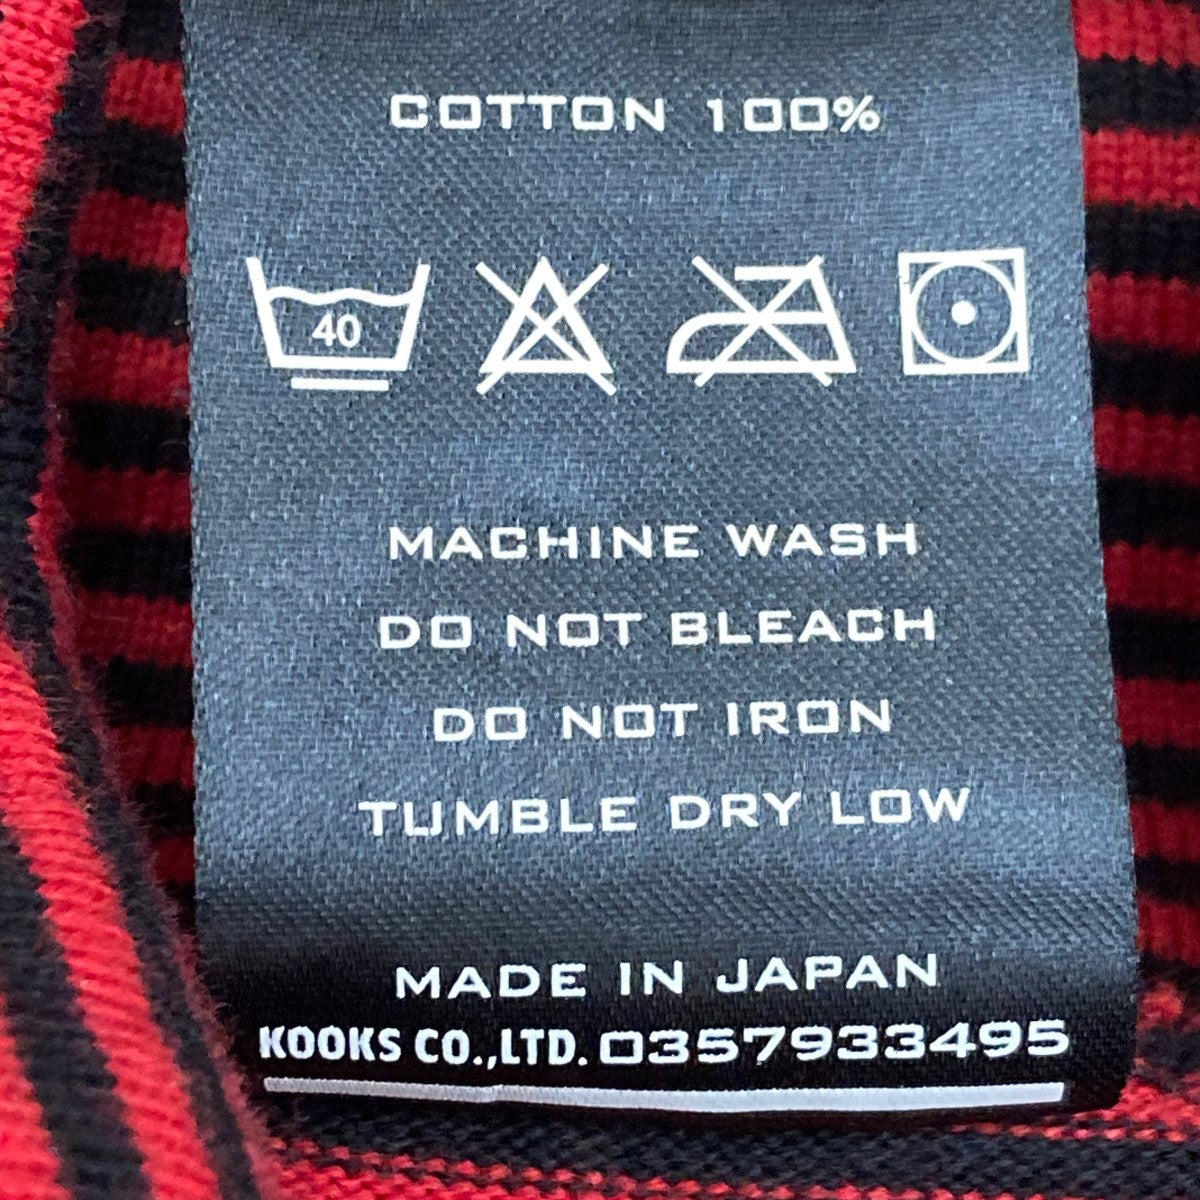 COTTON 100%
40
MACHINE WASH
DO NOT BLEACH
DO NOT IRON
TUMBLE DRY LOW
MADE IN JAPAN
KOOKS CO.,LTD. 0357933495